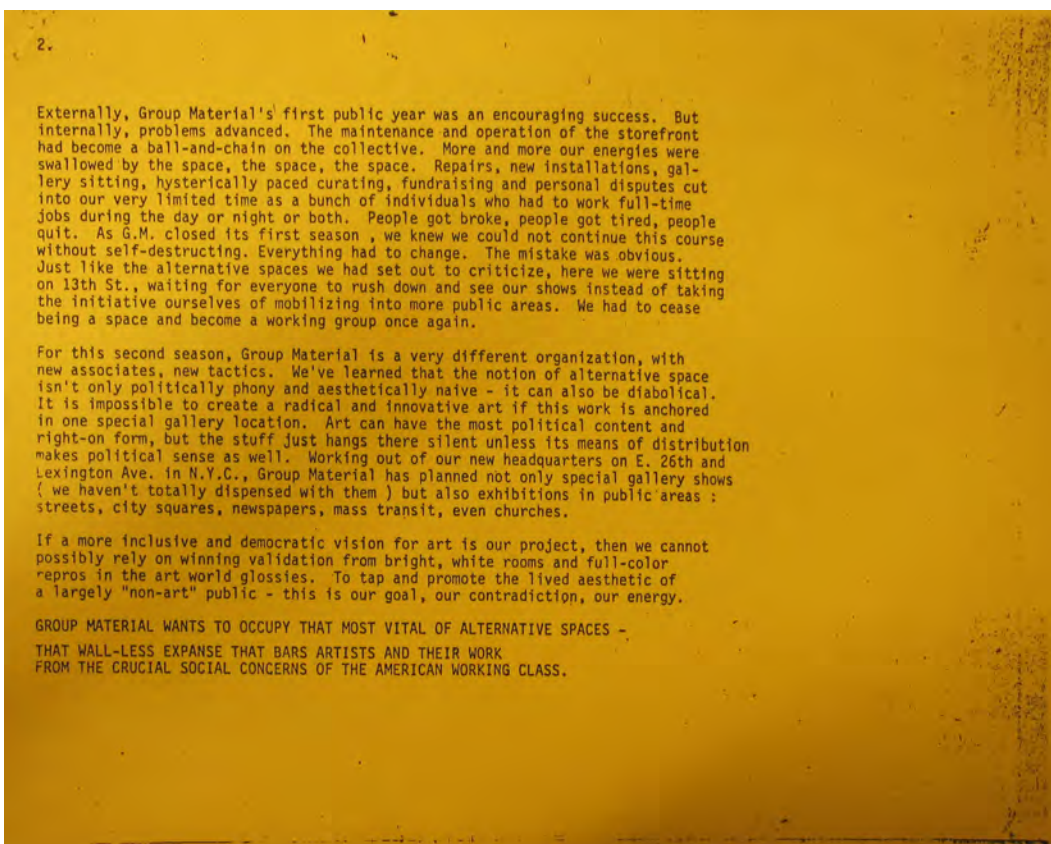 2.
Externally, Group Material's first public year was an encouraging success. But
internally, problems advanced. The maintenance and operation of the storefront
had become a ball-and-chain on the collective. More and more our energies were
swallowed by the space, the space, the space. Repairs, new installations, gal-
lery sitting, hysterically paced curating, fundraising and personal disputes cut
into our very limited time as a bunch of individuals who had to work full-time
jobs during the day or night or both. People got broke, people got tired, people
quit. As G.M. closed its first season , we knew we could not continue this course
without self-destructing. Everything had to change. The mistake was obvious.
Just like the alternative spaces we had set out to criticize, here we were sitting
on 13th St., waiting for everyone to rush down and see our shows instead of taking
the initiative ourselves of mobilizing into more public areas. We had to cease
being a space and become a working group once again.
For this second season, Group Material is a very different organization, with
new associates, new tactics. We've learned that the notion of alternative space
isn't only politically phony and aesthetically naive - it can also be diabolical.
It is impossible to create a radical and innovative art if this work is anchored
in one special gallery location. Art can have the most political content and
right-on form, but the stuff just hangs there silent unless its means of distribution
makes political sense as well. Working out of our new headquarters on E. 26th and
Lexington Ave. in N.Y.C., Group Material has planned not only special gallery shows
( we haven't totally dispensed with them ) but also exhibitions in public areas :
streets, city squares, newspapers, mass transit, even churches.
If a more inclusive and democratic vision for art is our project, then we cannot
possibly rely on winning validation from bright, white rooms and full-color
repros in the art world glossies. To tap and promote the lived aesthetic of
a largely "non-art" public - this is our goal, our contradiction, our energy.
GROUP MATERIAL WANTS TO OCCUPY THAT MOST VITAL OF ALTERNATIVE SPACES -
THAT WALL-LESS EXPANSE THAT BARS ARTISTS AND THEIR WORK
FROM THE CRUCIAL SOCIAL CONCERNS OF THE AMERICAN WORKING CLASS.